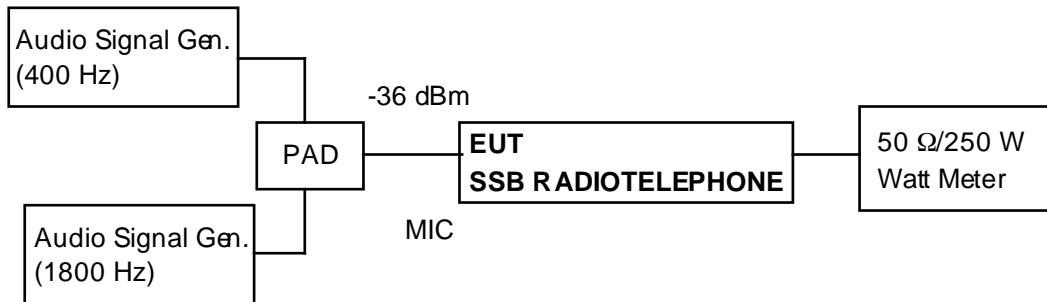 Audio Signal Gen.
(400 Hz)
-36 dBm
PAD
EUT
SSB RADIOTELEPHONE
50 Ω/250 W
Watt Meter
MIC
Audio Signal Gen.
(1800 Hz)